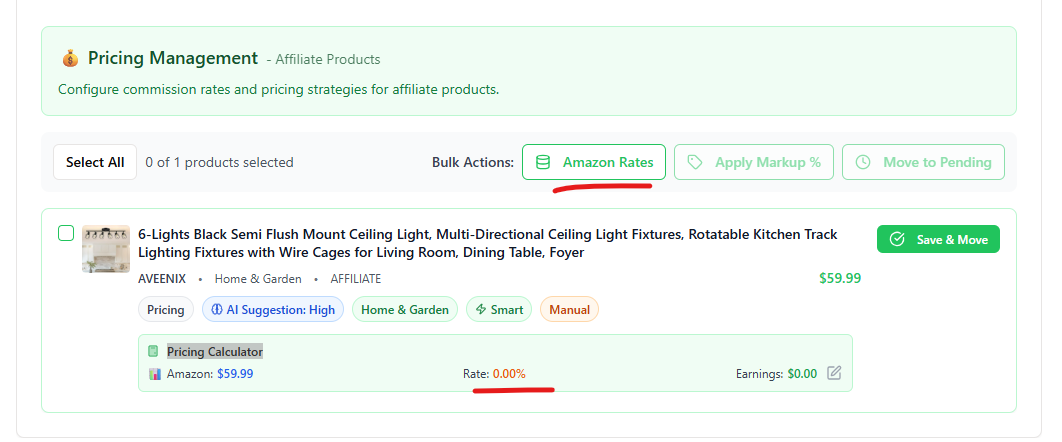 Pricing Management - Affiliate Products
Configure commission rates and pricing strategies for affiliate products.
Select All 0 of 1 products selected Bulk Actions: Amazon Rates Apply Markup % Move to Pending
6-Lights Black Semi Flush Mount Ceiling Light, Multi-Directional Ceiling Light Fixtures, Rotatable Kitchen Track
Lighting Fixtures with Wire Cages for Living Room, Dining Table, Foyer
Save & Move
AVEENIX • Home & Garden • AFFILIATE $59.99
Pricing AI Suggestion: High Home & Garden Smart Manual
Pricing Calculator
Amazon: $59.99 Rate: 0.00% Earnings: $0.00